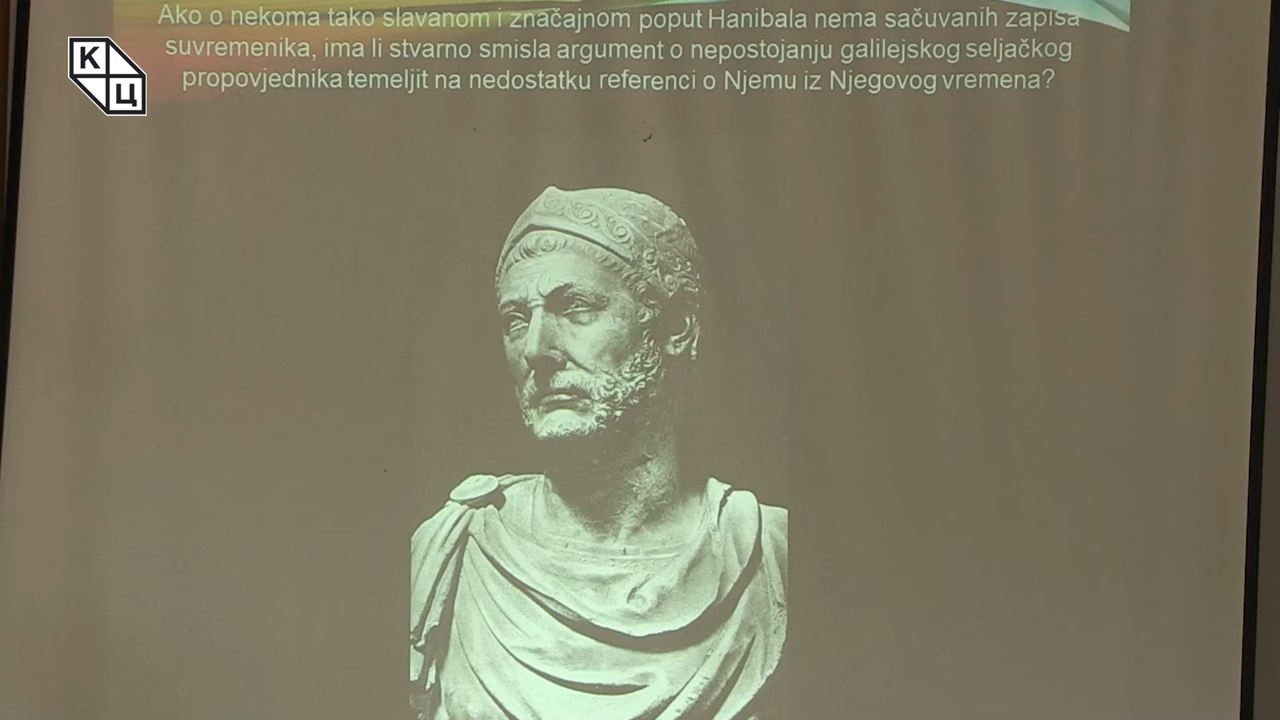 Ako o nekoma tako slavanom i značajnom poput Hanibala nema sačuvanih zapisa
suvremenika, ima li stvarno smisla argument o nepostojanju galilejskog seljačkog
propovjednika temeljit na nedostatku referenci o Njemu iz Njegovog vremena?
К
Ц